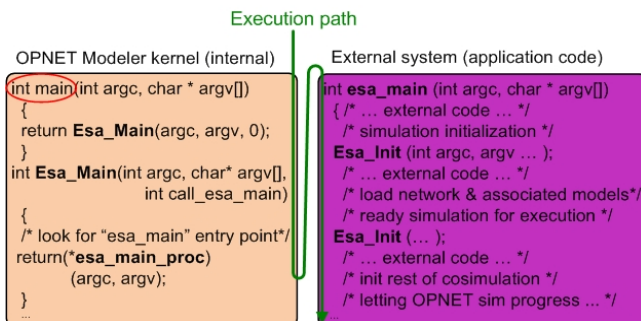 Execution path
OPNET Modeler kernel (internal)
int main(int argc, char * argv[])
{
return Esa_Main(argc, argv, 0);
}
int Esa_Main(int argc, char* argv[],
int call_esa_main)
{
/* look for “esa_main” entry point*/
return(*esa_main_proc)
(argc, argv);
}
...
External system (application code)
int esa_main (int argc, char * argv[])
{ /* … external code … */
/* simulation initialization */
Esa_Init (int argc, argv … );
/* … external code … */
/* load network & associated models*/
/* ready simulation for execution */
Esa_Init (… );
/* … external code … */
/* init rest of cosimulation */
/* letting OPNET sim progress ... */
...